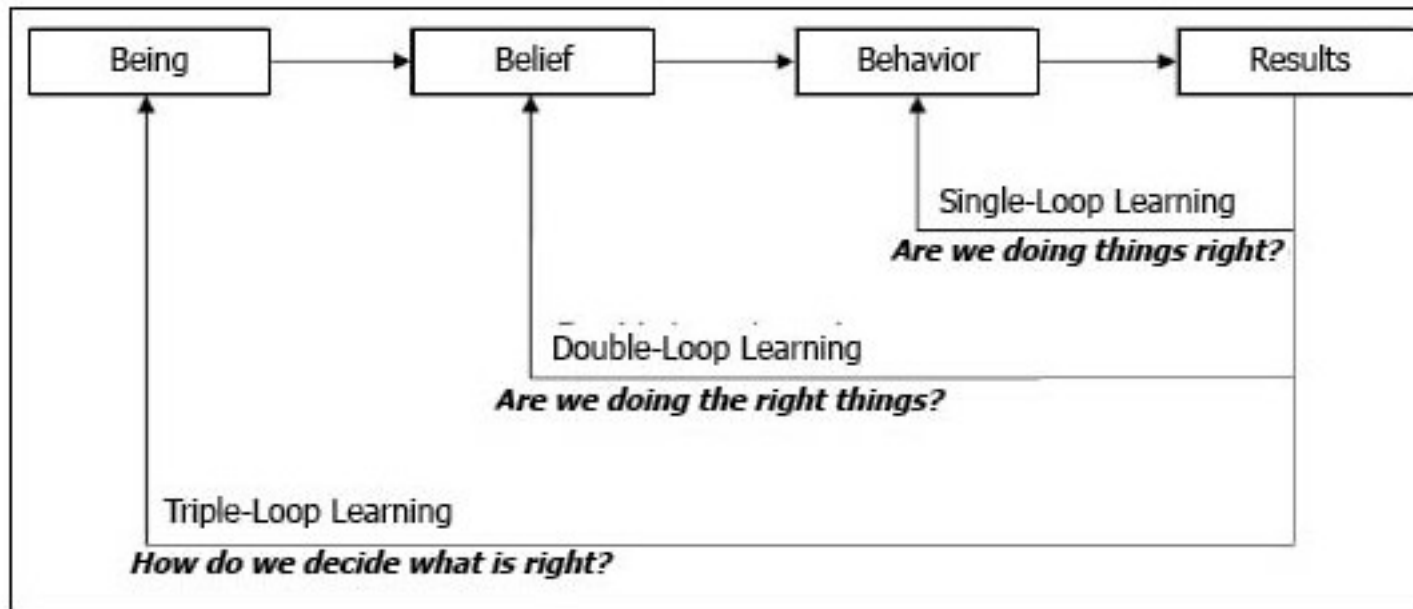 Being
Belief
Behavior
Results
Single-Loop Learning
Are we doing things right?
Double-Loop Learning
Are we doing the right things?
Triple-Loop Learning
How do we decide what is right?